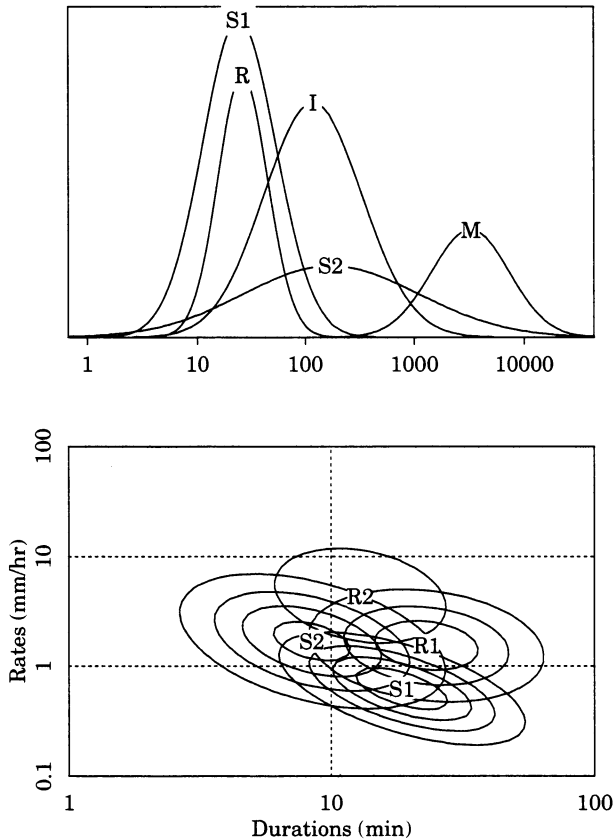 S1
R
I
M
S2
1 10 100 1000 10000
100
10
1
0.1
Rates (mm/hr)
R2
S2
R1
S1
1 10 100
Durations (min)